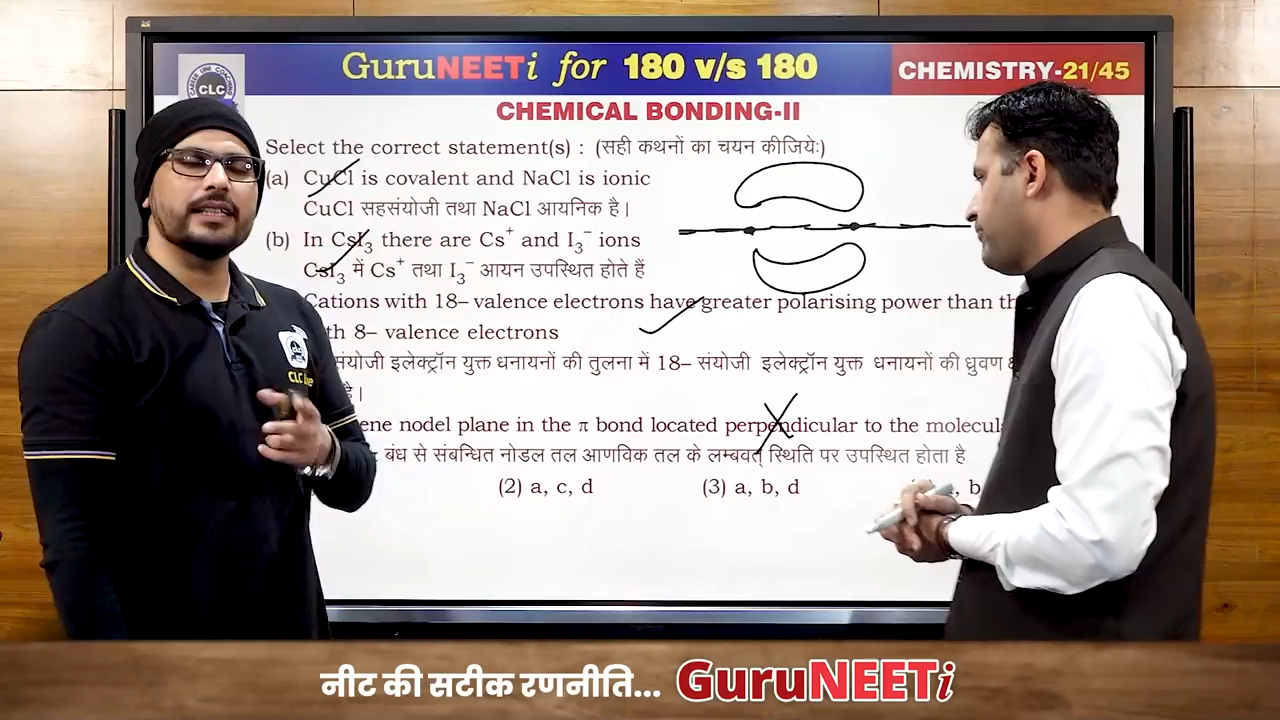 GuruNEETi for 180 v/s 180
CHEMISTRY-21/45
CLC
CHEMICAL BONDING-II
Select the correct statement(s) : (सही कथनों का चयन कीजियेः)
(a) CuCl is covalent and NaCl is ionic
CuCl सहसंयोजी तथा NaCl आयनिक है।
(b) In CsI₃ there are Cs⁺ and I₃⁻ ions
CsI₃ में Cs⁺ तथा I₃⁻ आयन उपस्थित होते हैं
Cations with 18– valence electrons have greater polarising power than
8– valence electrons
इलेक्ट्रॉन युक्त धनायनों की तुलना में 18– संयोजी इलेक्ट्रॉन युक्त धनायनों की ध्रुवण
है।
nodel plane in the π bond located perpendicular to the
बंध से संबन्धित नोडल तल आणविक तल के लम्बवत् स्थिति पर उपस्थित होता है
(2) a, c, d (3) a, b, d b
CLC
नीट की सटीक रणनीति... GuruNEETi